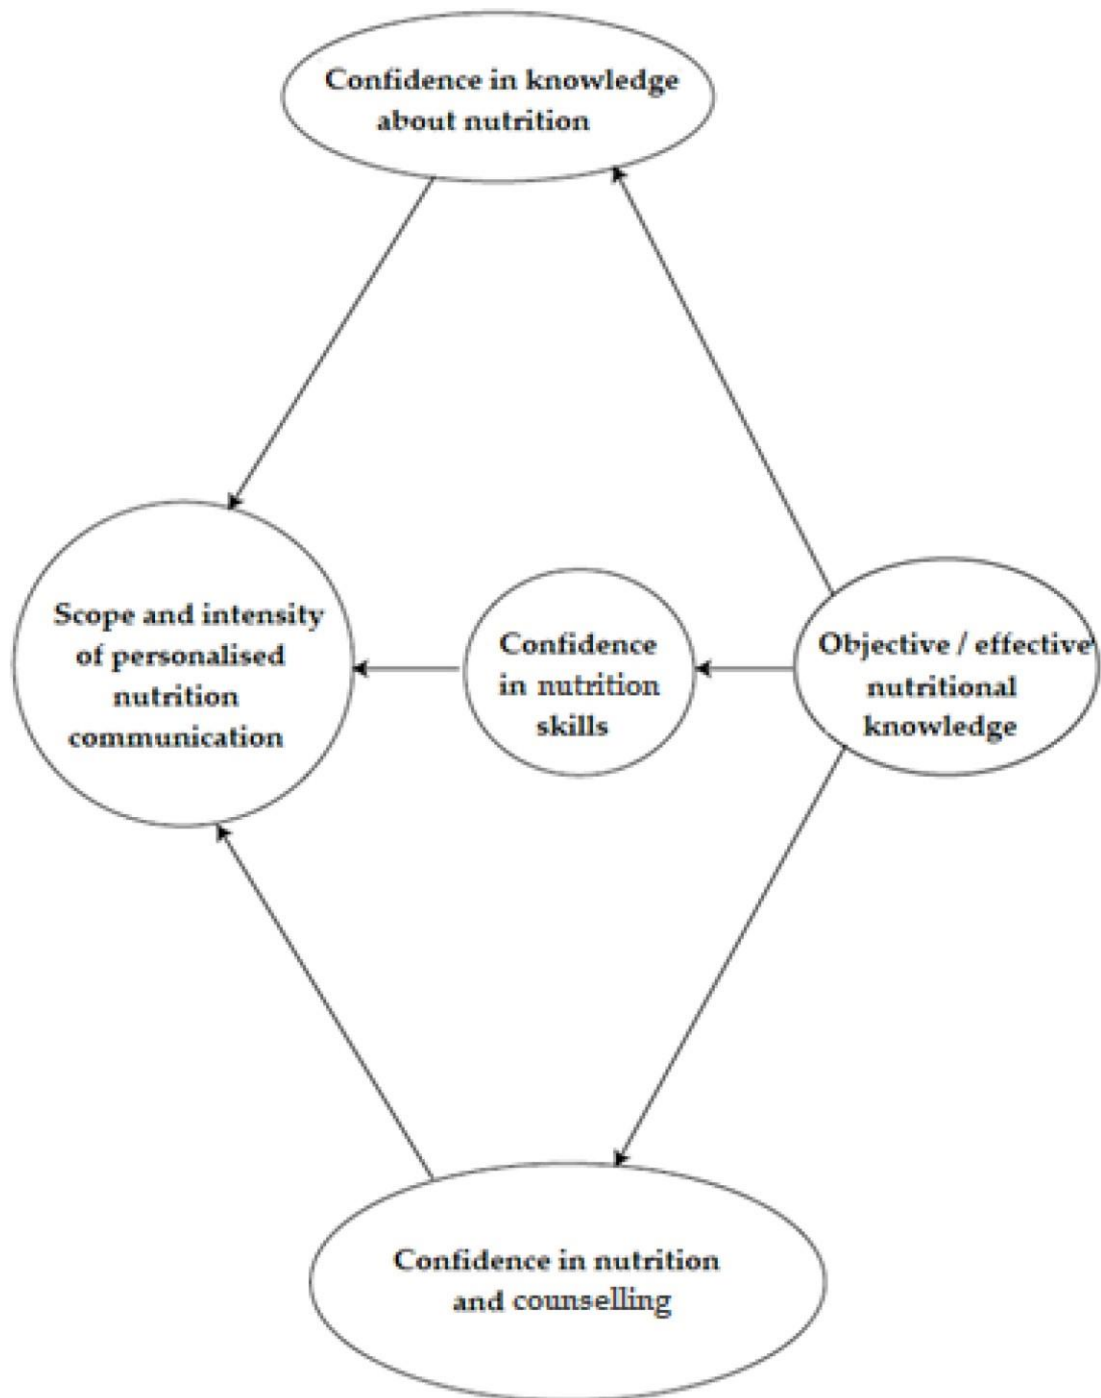 Confidence in knowledge
about nutrition
Scope and intensity
of personalised
nutrition
communication
Confidence
in nutrition
skills
Objective / effective
nutritional
knowledge
Confidence in nutrition
and counselling